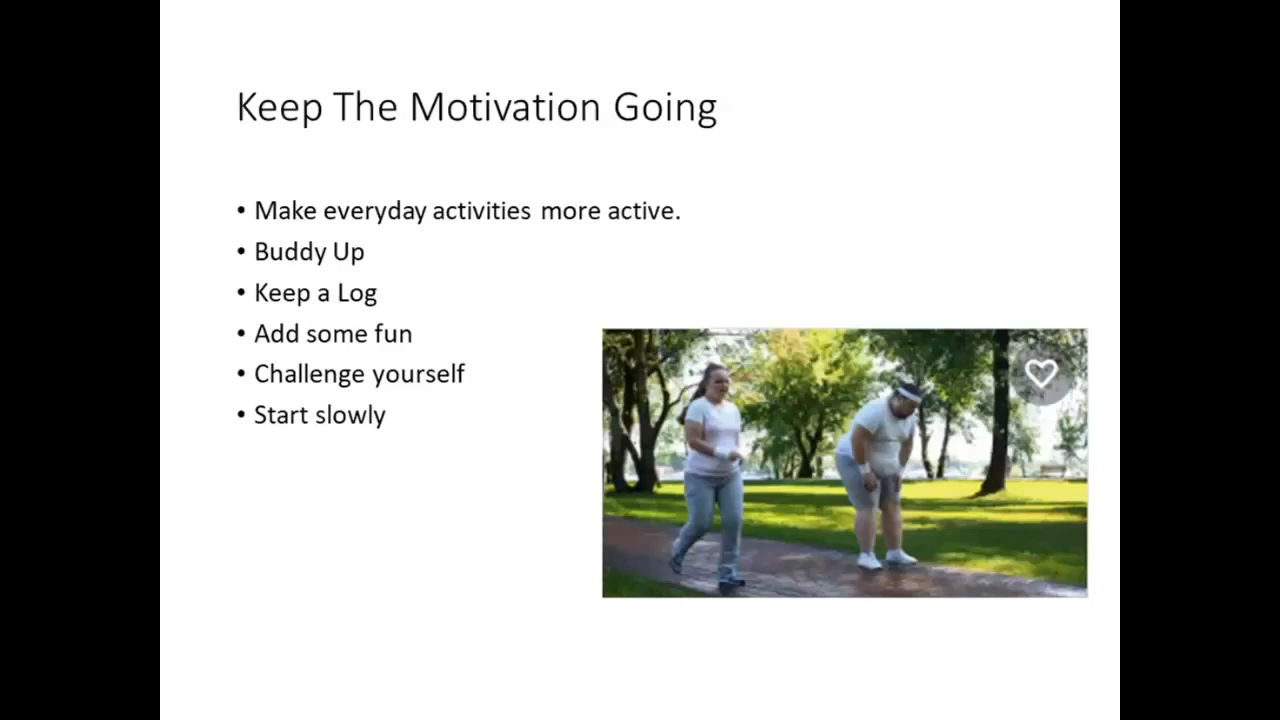 Keep The Motivation Going
• Make everyday activities more active.
• Buddy Up
• Keep a Log
• Add some fun
• Challenge yourself
• Start slowly